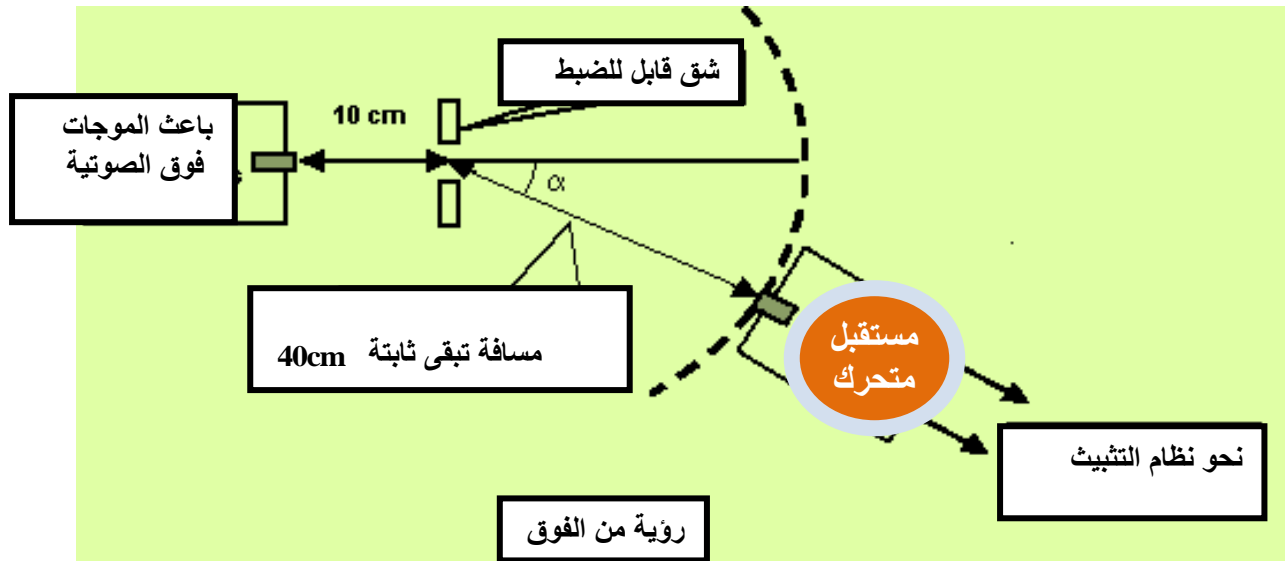 شق قابل للضبط
10 cm
باعث الموجات
فوق الصوتية
α
مسافة تبقى ثابتة 40cm
مستقبل
متحرك
نحو نظام التثبيث
رؤية من الفوق